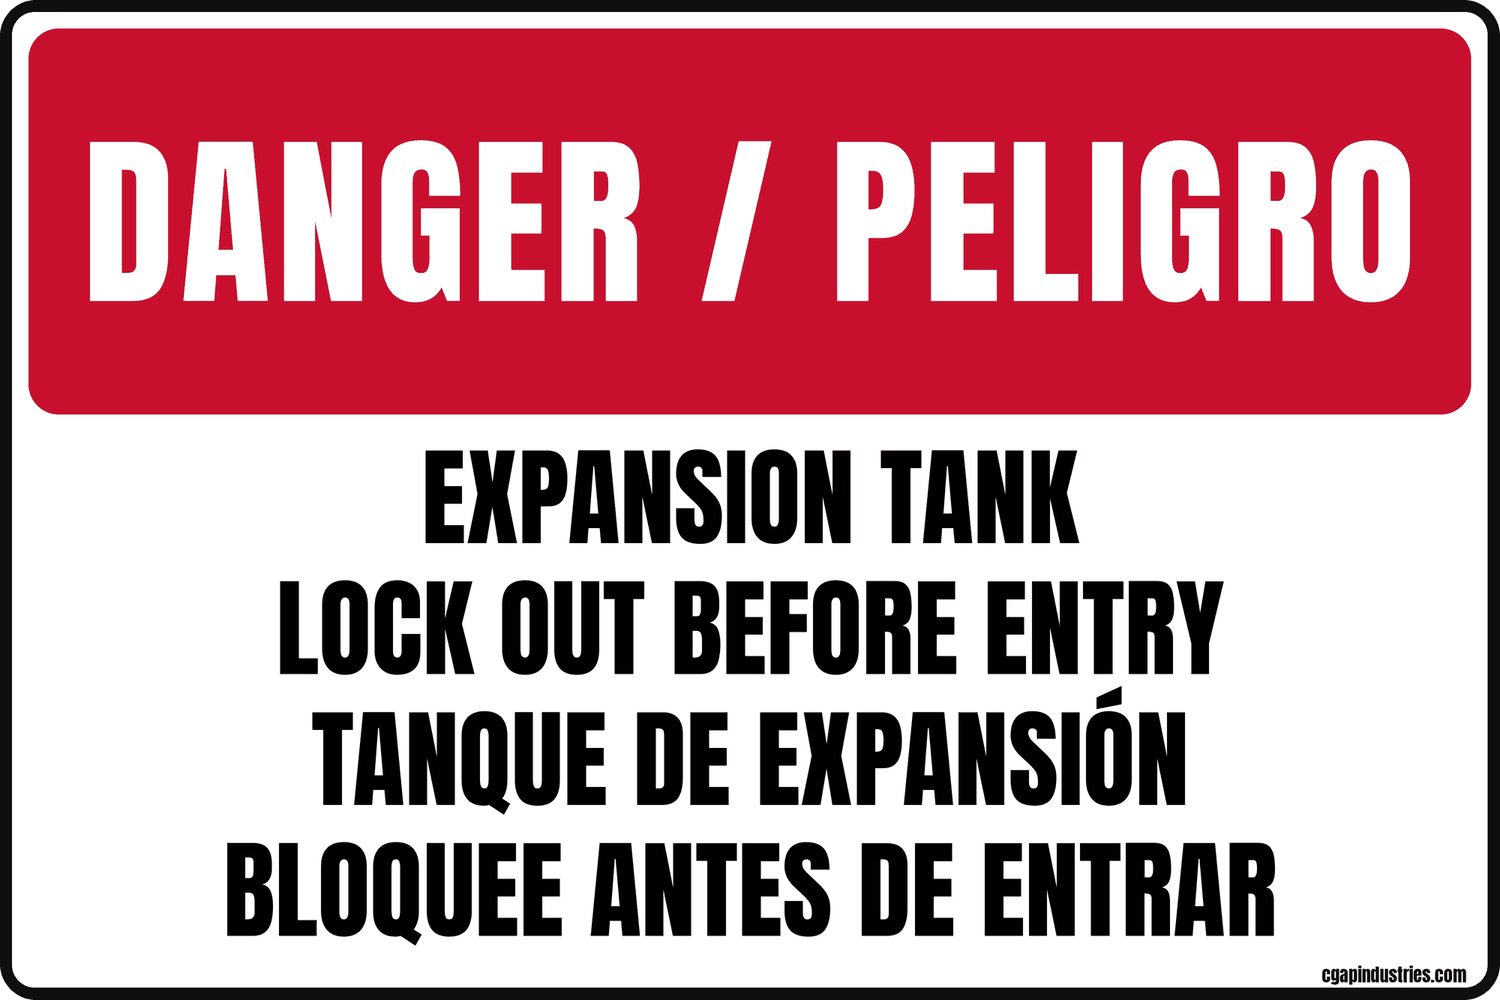 DANGER / PELIGRO
EXPANSION TANK
LOCK OUT BEFORE ENTRY
TANQUE DE EXPANSIÓN
BLOQUEE ANTES DE ENTRAR
cgapindustries.com